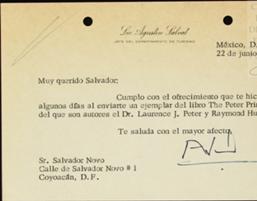 Lic. Agustín Salvat
JEFE DEL DEPARTAMENTO DE TURISMO
México, D.
22 de junio
Muy querido Salvador:
Cumplo con el ofrecimiento que te hic
algunos días al enviarte un ejemplar del libro The Peter Pri
del que son autores el Dr. Laurence J. Peter y Raymond Hu
Te saluda con el mayor afecto,
Sr. Salvador Novo
Calle de Salvador Novo # 1
Coyoacán, D. F.